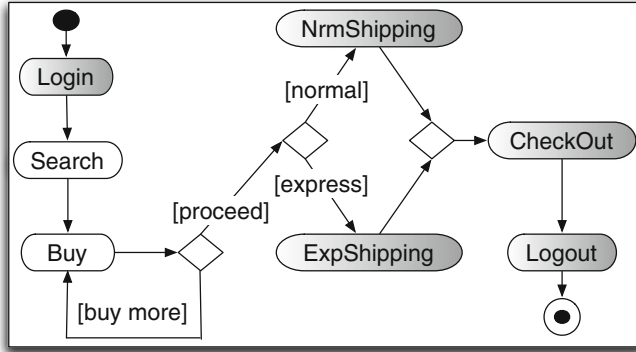 NrmShipping
Login
[normal]
Search
CheckOut
[express]
[proceed]
Buy
ExpShipping
Logout
[buy more]